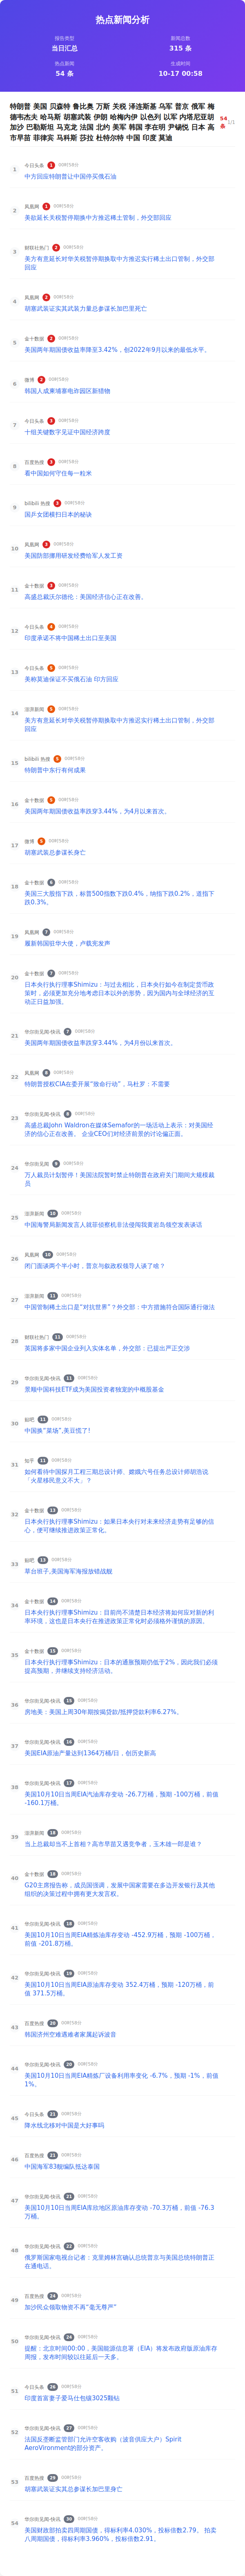 热点新闻分析
报告类型
当日汇总
新闻总数
315 条
热点新闻
54 条
生成时间
10-17 00:58
特朗普 美国 贝森特 鲁比奥 万斯 关税 泽连斯基 乌军 普京 俄军 梅
德韦杰夫 哈马斯 胡塞武装 伊朗 哈梅内伊 以色列 以军 内塔尼亚胡
加沙 巴勒斯坦 马克龙 法国 北约 美军 韩国 李在明 尹锡悦 日本 高
市早苗 菲律宾 马科斯 莎拉 杜特尔特 中国 印度 莫迪
54
条
1/1
1
今日头条 1 00时58分
中方回应特朗普让中国停买俄石油
2
凤凰网 1 00时58分
美欲延长关税暂停期换中方推迟稀土管制，外交部回应
3
财联社热门 2 00时58分
美方有意延长对华关税暂停期换取中方推迟实行稀土出口管制，外交部
回应
4
凤凰网 2 00时58分
胡塞武装证实其武装力量总参谋长加巴里死亡
5
金十数据 2 00时58分
美国两年期国债收益率降至3.42%，创2022年9月以来的最低水平。
6
微博 2 00时58分
韩国人成柬埔寨电诈园区新猎物
7
今日头条 3 00时58分
十组关键数字见证中国经济跨度
8
百度热搜 3 00时58分
看中国如何守住每一粒米
9
bilibili 热搜 3 00时58分
国乒女团横扫日本的秘诀
10
凤凰网 3 00时58分
美国防部挪用研发经费给军人发工资
11
金十数据 3 00时58分
高盛总裁沃尔德伦：美国经济信心正在改善。
12
今日头条 4 00时58分
印度承诺不将中国稀土出口至美国
13
今日头条 5 00时58分
美称莫迪保证不买俄石油 印方回应
14
澎湃新闻 5 00时58分
美方有意延长对华关税暂停期换取中方推迟实行稀土出口管制，外交部
回应
15
bilibili 热搜 5 00时58分
特朗普中东行有何成果
16
金十数据 5 00时58分
美国两年期国债收益率跌穿3.44%，为4月以来首次。
17
微博 5 00时58分
胡塞武装总参谋长身亡
18
金十数据 6 00时58分
美国三大股指下跌，标普500指数下跌0.4%，纳指下跌0.2%，道指下
跌0.3%。
19
凤凰网 7 00时58分
履新韩国驻华大使，卢载宪发声
20
金十数据 7 00时58分
日本央行执行理事Shimizu：与过去相比，日本央行如今在制定货币政
策时，必须更加充分地考虑日本以外的形势，因为国内与全球经济的互
动正日益加强。
21
华尔街见闻-快讯 7 00时58分
美国两年期国债收益率跌穿3.44%，为4月份以来首次。
22
凤凰网 8 00时58分
特朗普授权CIA在委开展“致命行动”，马杜罗：不需要
23
华尔街见闻-快讯 8 00时58分
高盛总裁John Waldron在媒体Semafor的一场活动上表示：对美国经
济的信心正在改善。 企业CEO们对经济前景的讨论偏正面。
24
华尔街见闻 9 00时58分
万人裁员计划暂停！美国法院暂时禁止特朗普在政府关门期间大规模裁
员
25
澎湃新闻 10 00时58分
中国海警局新闻发言人就菲侦察机非法侵闯我黄岩岛领空发表谈话
26
凤凰网 10 00时58分
闭门面谈两个半小时，普京与叙政权领导人谈了啥？
27
澎湃新闻 11 00时58分
中国管制稀土出口是“对抗世界”？外交部：中方措施符合国际通行做法
28
财联社热门 11 00时58分
英国将多家中国企业列入实体名单，外交部：已提出严正交涉
29
华尔街见闻-快讯 11 00时58分
景顺中国科技ETF成为美国投资者独宠的中概股基金
30
贴吧 11 00时58分
中国换“菜场”,美豆慌了!
31
知乎 11 00时58分
如何看待中国探月工程三期总设计师、嫦娥六号任务总设计师胡浩说
「火星移民意义不大」？
32
金十数据 13 00时58分
日本央行执行理事Shimizu：如果日本央行对未来经济走势有足够的信
心，便可继续推进政策正常化。
33
贴吧 13 00时58分
草台班子,美国海军海报放错战舰
34
金十数据 14 00时58分
日本央行执行理事Shimizu：目前尚不清楚日本经济将如何应对新的利
率环境，这也是日本央行在推进政策正常化时必须格外谨慎的原因。
35
金十数据 15 00时58分
日本央行执行理事Shimizu：日本的通胀预期仍低于2%，因此我们必须
提高预期，并继续支持经济活动。
36
华尔街见闻-快讯 15 00时58分
房地美：美国上周30年期按揭贷款/抵押贷款利率6.27%。
37
华尔街见闻-快讯 16 00时58分
美国EIA原油产量达到1364万桶/日，创历史新高
38
华尔街见闻-快讯 17 00时58分
美国10月10日当周EIA汽油库存变动 -26.7万桶，预期 -100万桶，前值
-160.1万桶。
39
澎湃新闻 18 00时58分
当上总裁却当不上首相？高市早苗又遇竞争者，玉木雄一郎是谁？
40
金十数据 18 00时58分
G20主席报告称，成员国强调，发展中国家需要在多边开发银行及其他
组织的决策过程中拥有更大发言权。
41
华尔街见闻-快讯 18 00时58分
美国10月10日当周EIA精炼油库存变动 -452.9万桶，预期 -100万桶，
前值 -201.8万桶。
42
华尔街见闻-快讯 19 00时58分
美国10月10日当周EIA原油库存变动 352.4万桶，预期 -120万桶，前
值 371.5万桶。
43
百度热搜 20 00时58分
韩国济州空难遇难者家属起诉波音
44
华尔街见闻-快讯 20 00时58分
美国10月10日当周EIA精炼厂设备利用率变化 -6.7%，预期 -1%，前值
1%。
45
今日头条 21 00时58分
降水线北移对中国是大好事吗
46
百度热搜 21 00时58分
中国海军83舰编队抵达泰国
47
华尔街见闻-快讯 21 00时58分
美国10月10日当周EIA库欣地区原油库存变动 -70.3万桶，前值 -76.3
万桶。
48
华尔街见闻-快讯 22 00时58分
俄罗斯国家电视台记者：克里姆林宫确认总统普京与美国总统特朗普正
在通电话。
49
百度热搜 24 00时58分
加沙民众领取物资不再“毫无尊严”
50
华尔街见闻-快讯 24 00时58分
提醒：北京时间00:00，美国能源信息署（EIA）将发布政府版原油库存
周报，发布时间较以往延后一天多。
51
今日头条 26 00时58分
印度首富妻子爱马仕包镶3025颗钻
52
华尔街见闻-快讯 27 00时58分
法国反垄断监管部门允许空客收购（波音供应大户）Spirit
AeroVironment的部分资产。
53
百度热搜 29 00时58分
胡塞武装证实其总参谋长加巴里身亡
54
华尔街见闻-快讯 30 00时58分
美国财政部拍卖四周期国债，得标利率4.030%，投标倍数2.79。 拍卖
八周期国债，得标利率3.960%，投标倍数2.91。